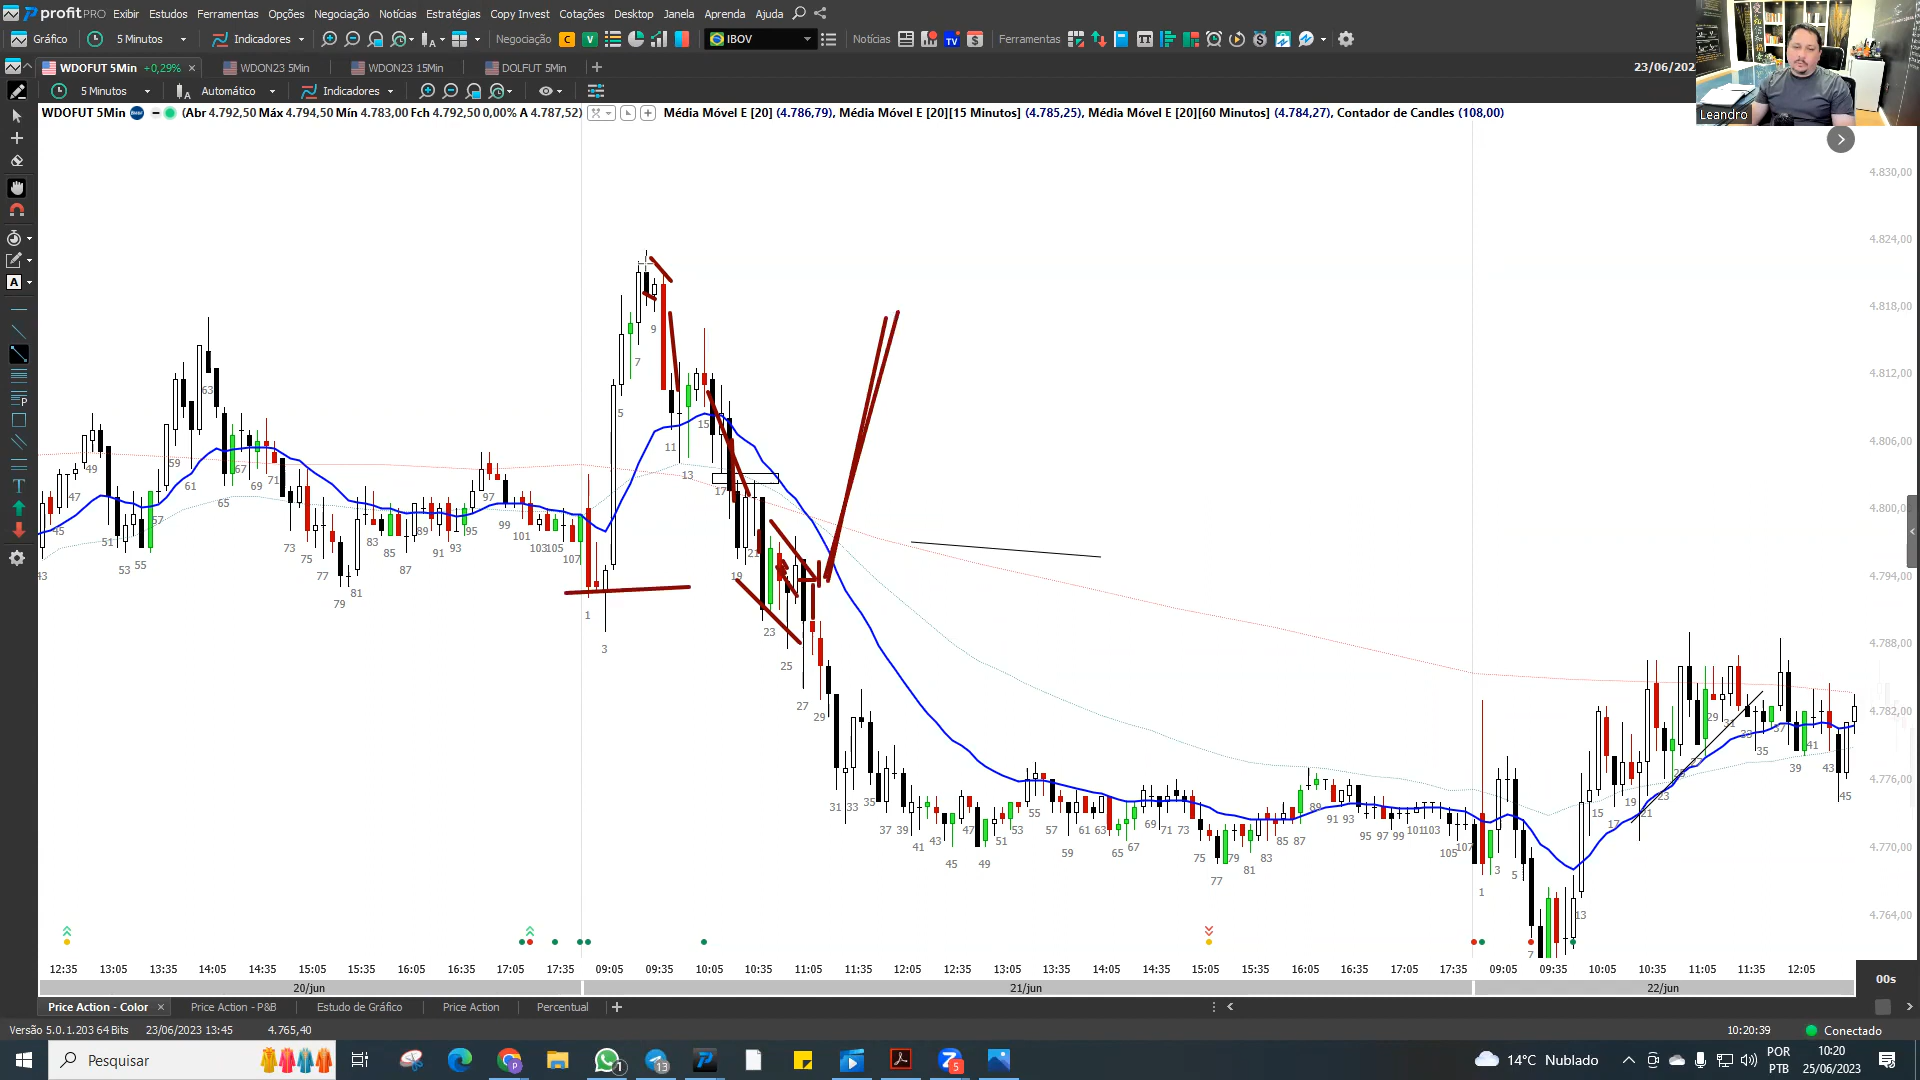 profitPRO Exibir Estudos Ferramentas Opções Negociação Notícias Estratégias Copy Invest Cotações Desktop Janela Aprenda Ajuda
Gráfico 5 Minutos Indicadores Negociação C V IBOV Notícias TV Ferramentas
WDOFUT 5Min +0,29% WDON23 5Min WDON23 15Min DOLFUT 5Min 23/06/202
5 Minutos Automático Indicadores
WDOFUT 5Min (Abr 4.792,50 Máx 4.794,50 Mín 4.783,00 Fch 4.792,50 0,00% A 4.787,52) Média Móvel E [20] (4.786,79), Média Móvel E [20][15 Minutos] (4.785,25), Média Móvel E [20][60 Minutos] (4.784,27), Contador de Candles (108,00)
Leandro
4.830,00
4.824,00
4.818,00
4.812,00
4.806,00
4.800,00
4.794,00
4.788,00
4.782,00
4.776,00
4.770,00
4.764,00
12:35 13:05 13:35 14:05 14:35 15:05 15:35 16:05 16:35 17:05 17:35 09:05 09:35 10:05 10:35 11:05 11:35 12:05 12:35 13:05 13:35 14:05 14:35 15:05 15:35 16:05 16:35 17:05 17:35 09:05 09:35 10:05 10:35 11:05 11:35 12:05
00s
20/jun 21/jun 22/jun
Price Action - Color Price Action - P&B Estudo de Gráfico Price Action Percentual
Versão 5.0.1.203 64 Bits 23/06/2023 13:45 4.765,40 10:20:39 Conectado
Pesquisar 1 13 5 14°C Nublado POR 10:20
PTB 25/06/2023